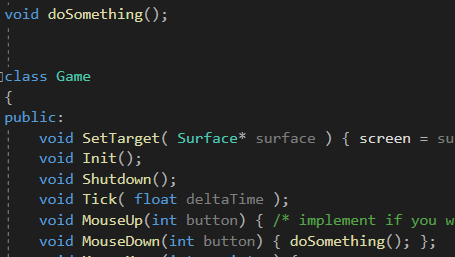 void doSomething();
class Game
{
public:
void SetTarget( Surface* surface ) { screen = su
void Init();
void Shutdown();
void Tick( float deltaTime );
void MouseUp(int button) { /* implement if you w
void MouseDown(int button) { doSomething(); };